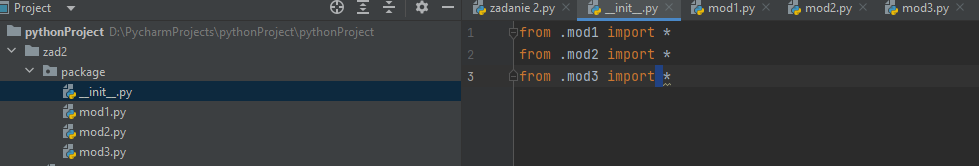 Project
zadanie 2.py
__init__.py
mod1.py
mod2.py
mod3.py
pythonProject D:\PycharmProjects\pythonProject\pythonProject
zad2
package
__init__.py
mod1.py
mod2.py
mod3.py
1 from .mod1 import *
2 from .mod2 import *
3 from .mod3 import *